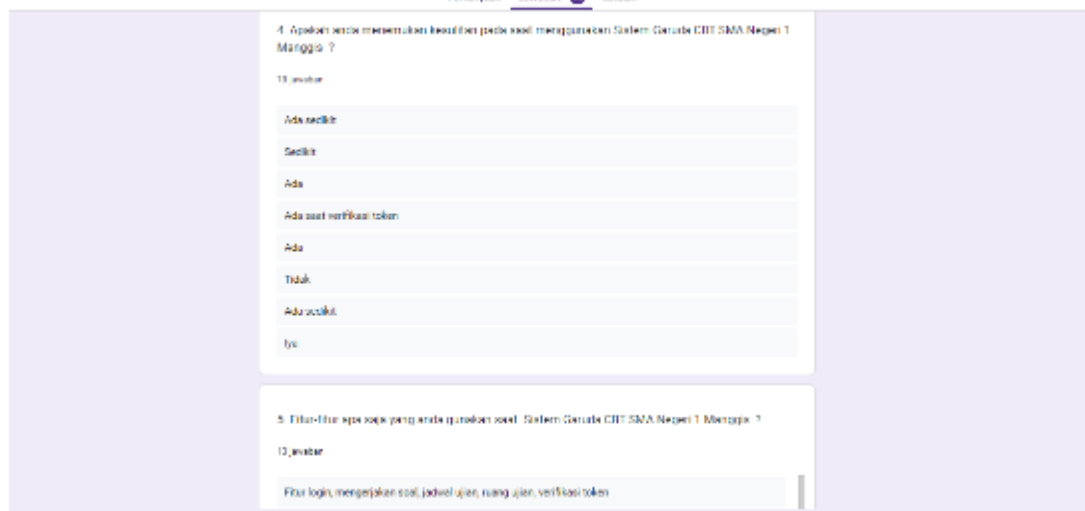 4. Apakah anda menemukan kesulitan pada saat menggunakan Sistem Garuda CBT SMA Negeri 1
Manggis ?
13 jawaban
Ada sedikit
Sedikit
Ada
Ada saat verifikasi token
Ada
Tidak
Ada sedikit
Iya
5. Fitur-fitur apa saja yang anda gunakan saat Sistem Garuda CBT SMA Negeri 1 Manggis ?
13 jawaban
Fitur login, mengerjakan soal, jadwal ujian, ruang ujian, verifikasi token